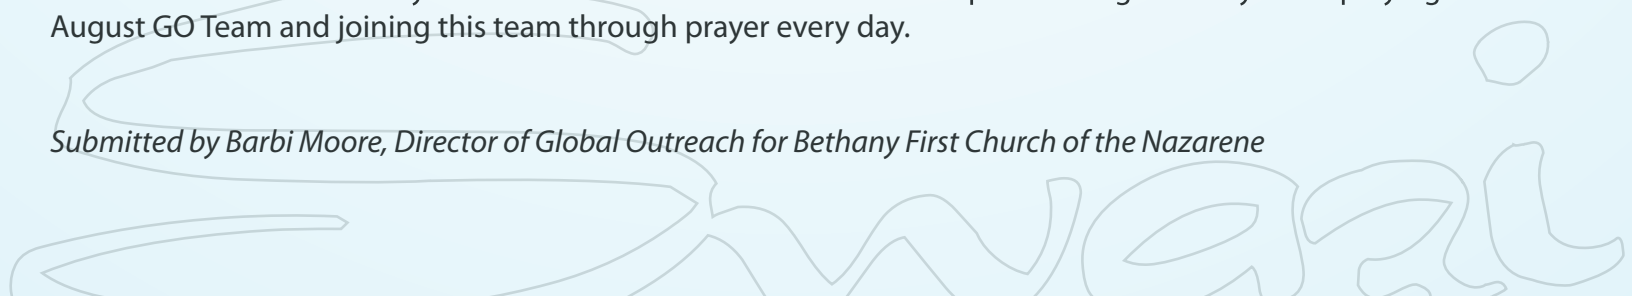 August GO Team and joining this team through prayer every day.
Submitted by Barbi Moore, Director of Global Outreach for Bethany First Church of the Nazarene
Swazi